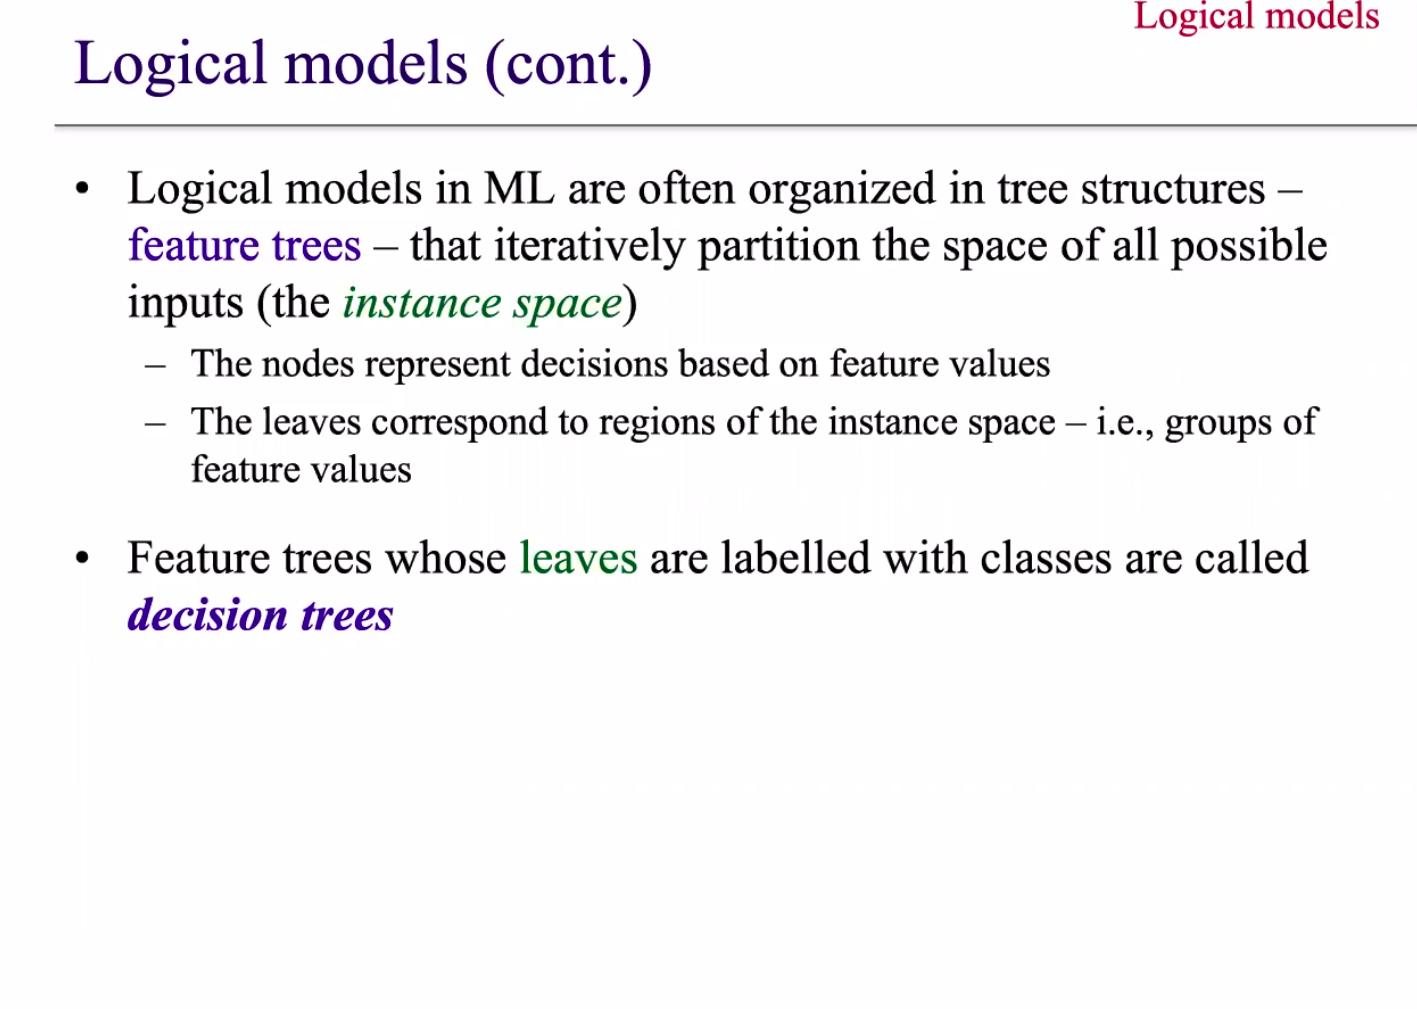 Logical models
Logical models (cont.)
• Logical models in ML are often organized in tree structures –
feature trees – that iteratively partition the space of all possible
inputs (the instance space)
– The nodes represent decisions based on feature values
– The leaves correspond to regions of the instance space – i.e., groups of
feature values
• Feature trees whose leaves are labelled with classes are called
decision trees